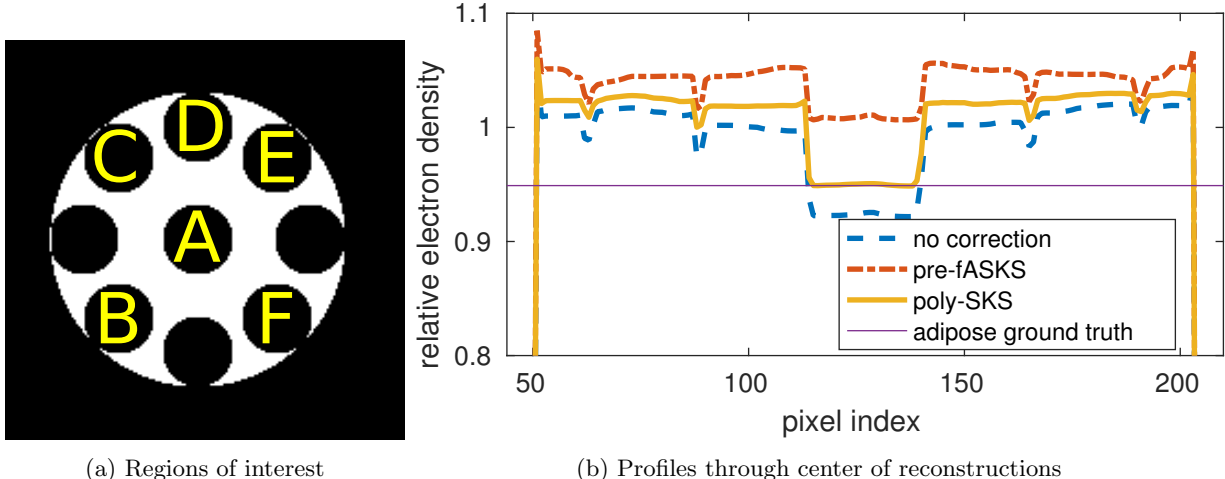 D
C
E
A
B
F
(a) Regions of interest
relative electron density
1.1
1
0.9
0.8
no correction
pre-fASKS
poly-SKS
adipose ground truth
50
100
150
200
pixel index
(b) Profiles through center of reconstructions